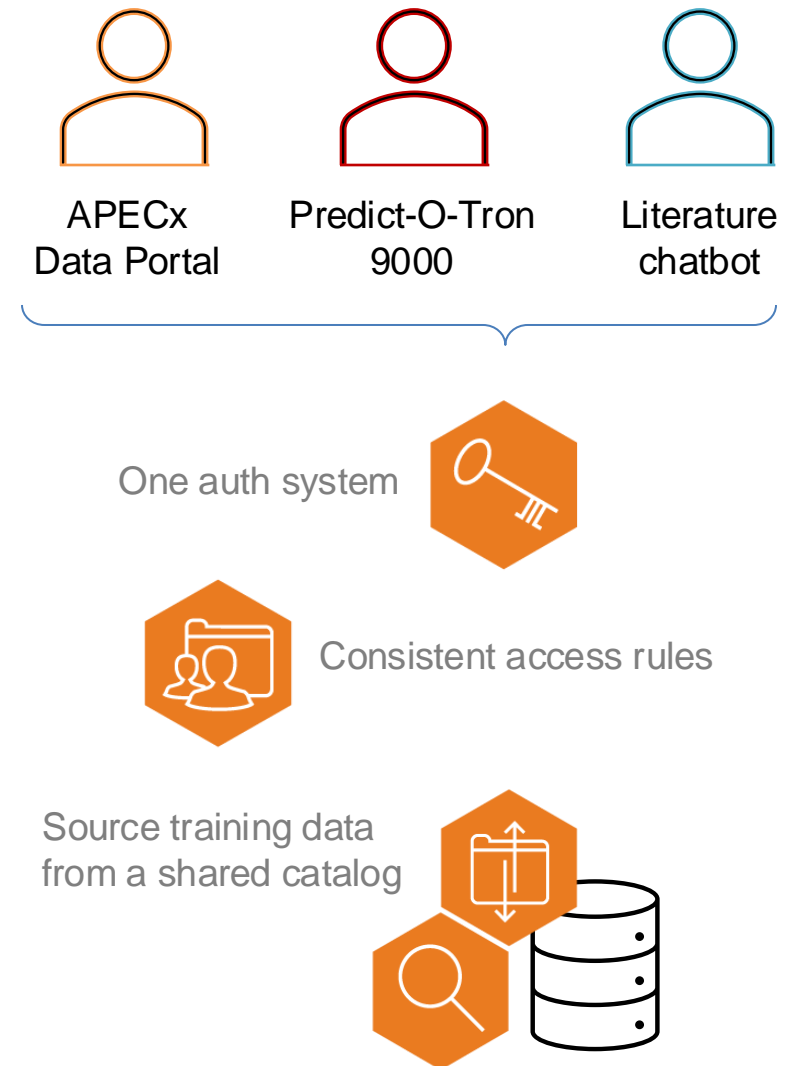 APECx
Data Portal
Predict-O-Tron
9000
Literature
chatbot
One auth system
Consistent access rules
Source training data
from a shared catalog